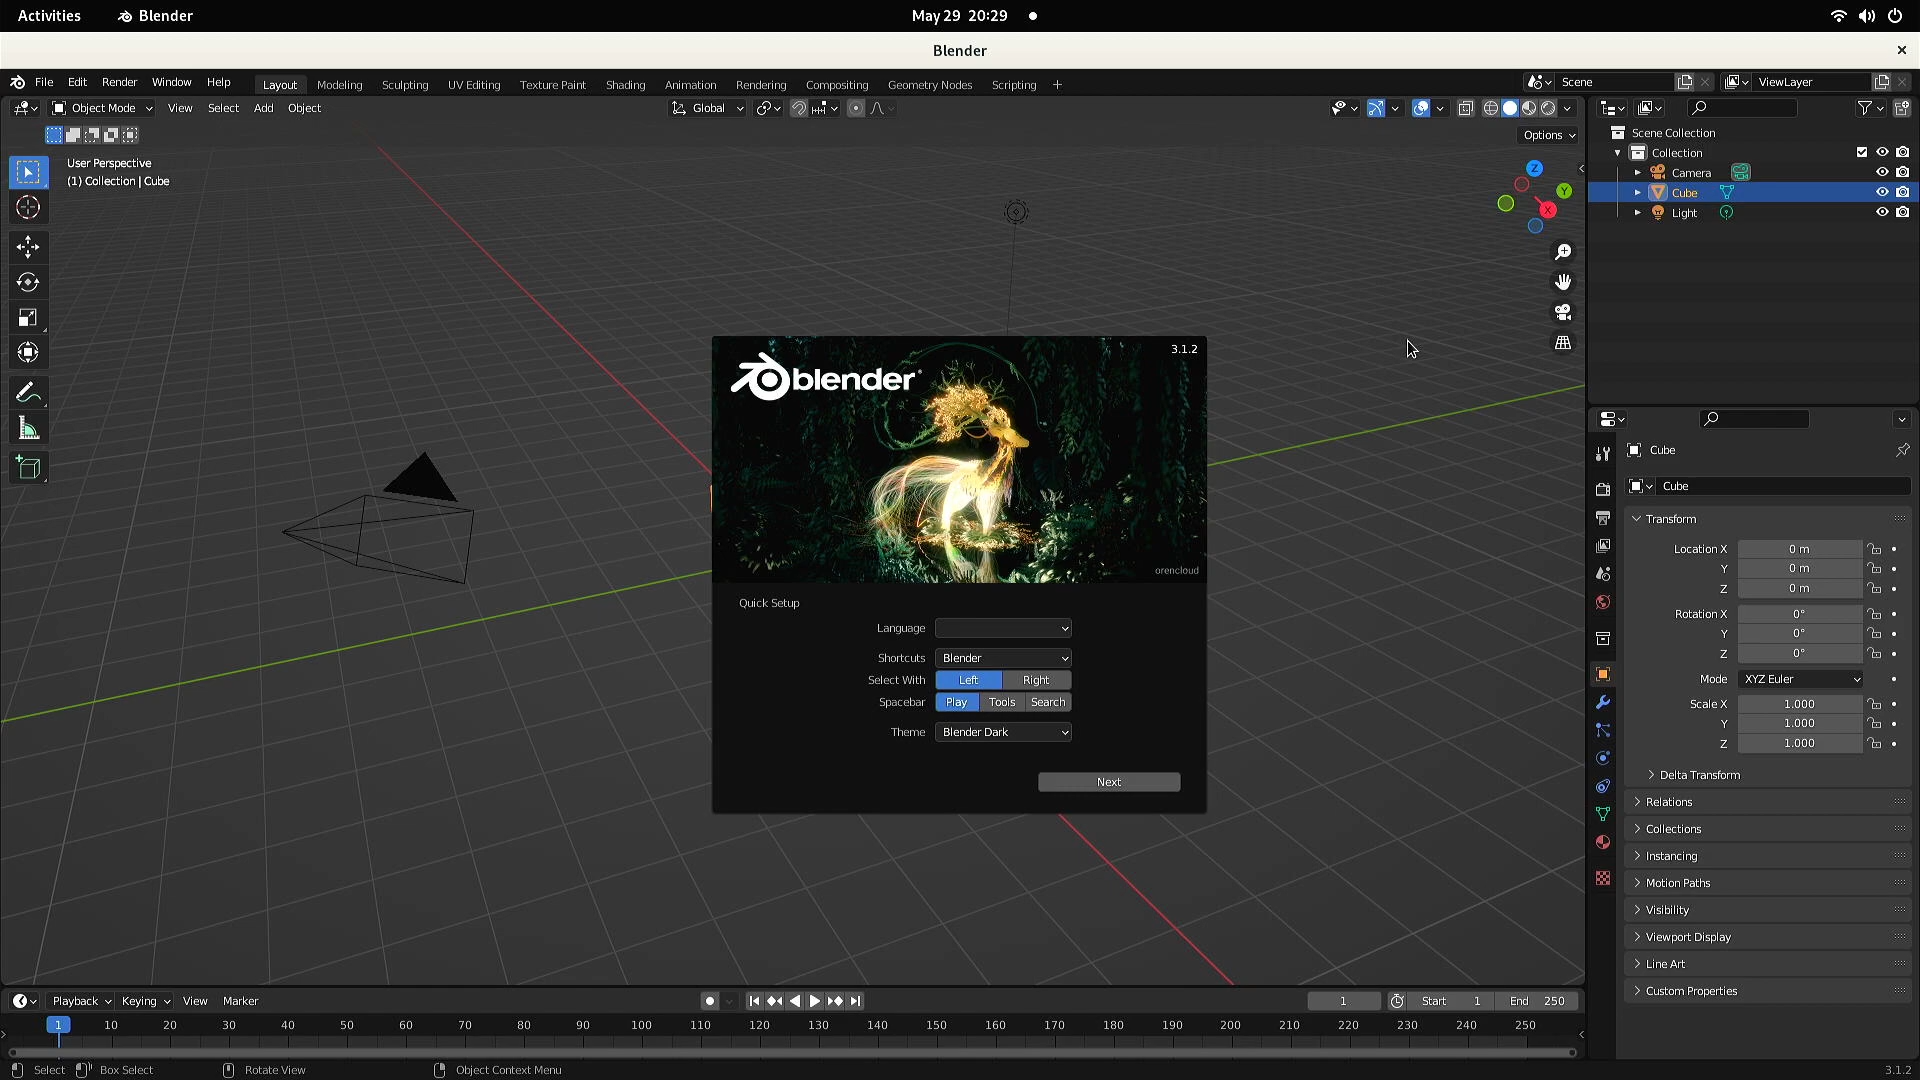 Activities Blender May 29 20:29
Blender
File Edit Render Window Help Layout Modeling Sculpting UV Editing Texture Paint Shading Animation Rendering Compositing Geometry Nodes Scripting + Scene ViewLayer
Object Mode View Select Add Object Global
Options
User Perspective
(1) Collection | Cube
Z
Y
X
Scene Collection
Collection
Camera
Cube
Light
3.1.2
blender
orencloud
Quick Setup
Language
Shortcuts Blender
Select With Left Right
Spacebar Play Tools Search
Theme Blender Dark
Next
Cube
Cube
Transform
Location X 0 m
Y 0 m
Z 0 m
Rotation X 0°
Y 0°
Z 0°
Mode XYZ Euler
Scale X 1.000
Y 1.000
Z 1.000
Delta Transform
Relations
Collections
Instancing
Motion Paths
Visibility
Viewport Display
Line Art
Custom Properties
Playback Keying View Marker 1 Start 1 End 250
1 10 20 30 40 50 60 70 80 90 100 110 120 130 140 150 160 170 180 190 200 210 220 230 240 250
Select Box Select Rotate View Object Context Menu 3.1.2